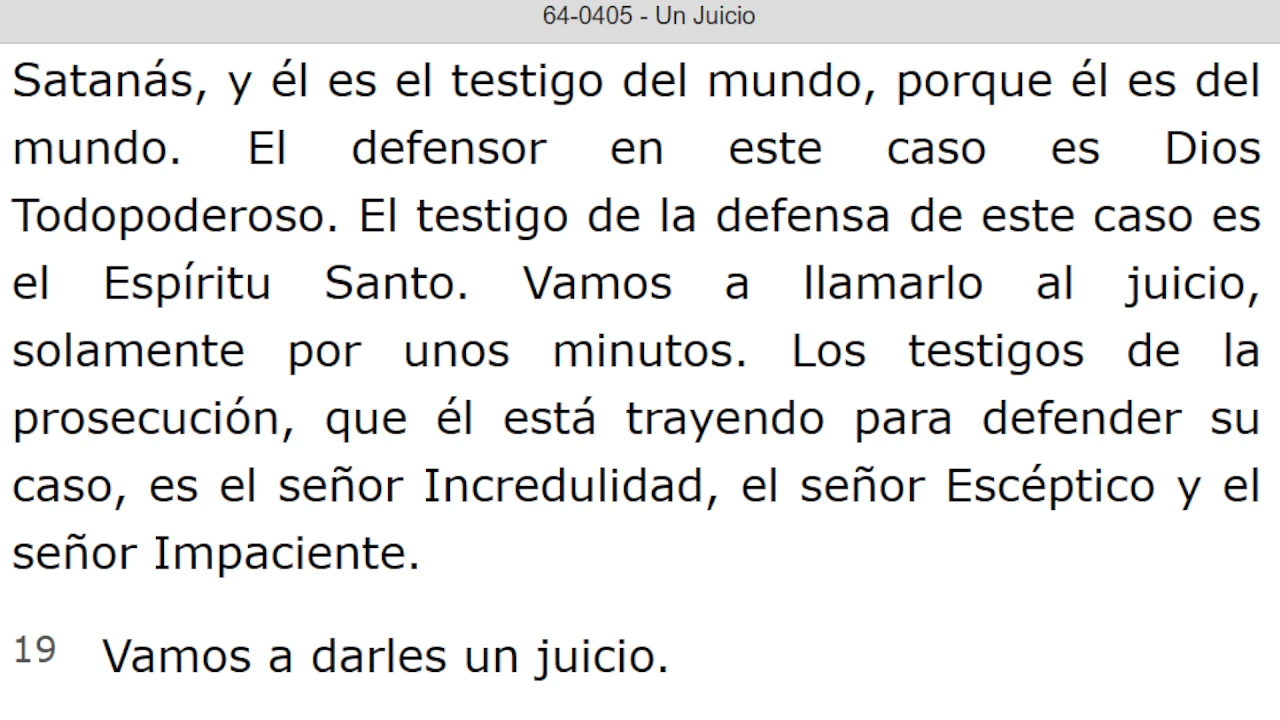 64-0405 - Un Juicio
Satanás, y él es el testigo del mundo, porque él es del
mundo. El defensor en este caso es Dios
Todopoderoso. El testigo de la defensa de este caso es
el Espíritu Santo. Vamos a llamarlo al juicio,
solamente por unos minutos. Los testigos de la
prosecución, que él está trayendo para defender su
caso, es el señor Incredulidad, el señor Escéptico y el
señor Impaciente.
19 Vamos a darles un juicio.